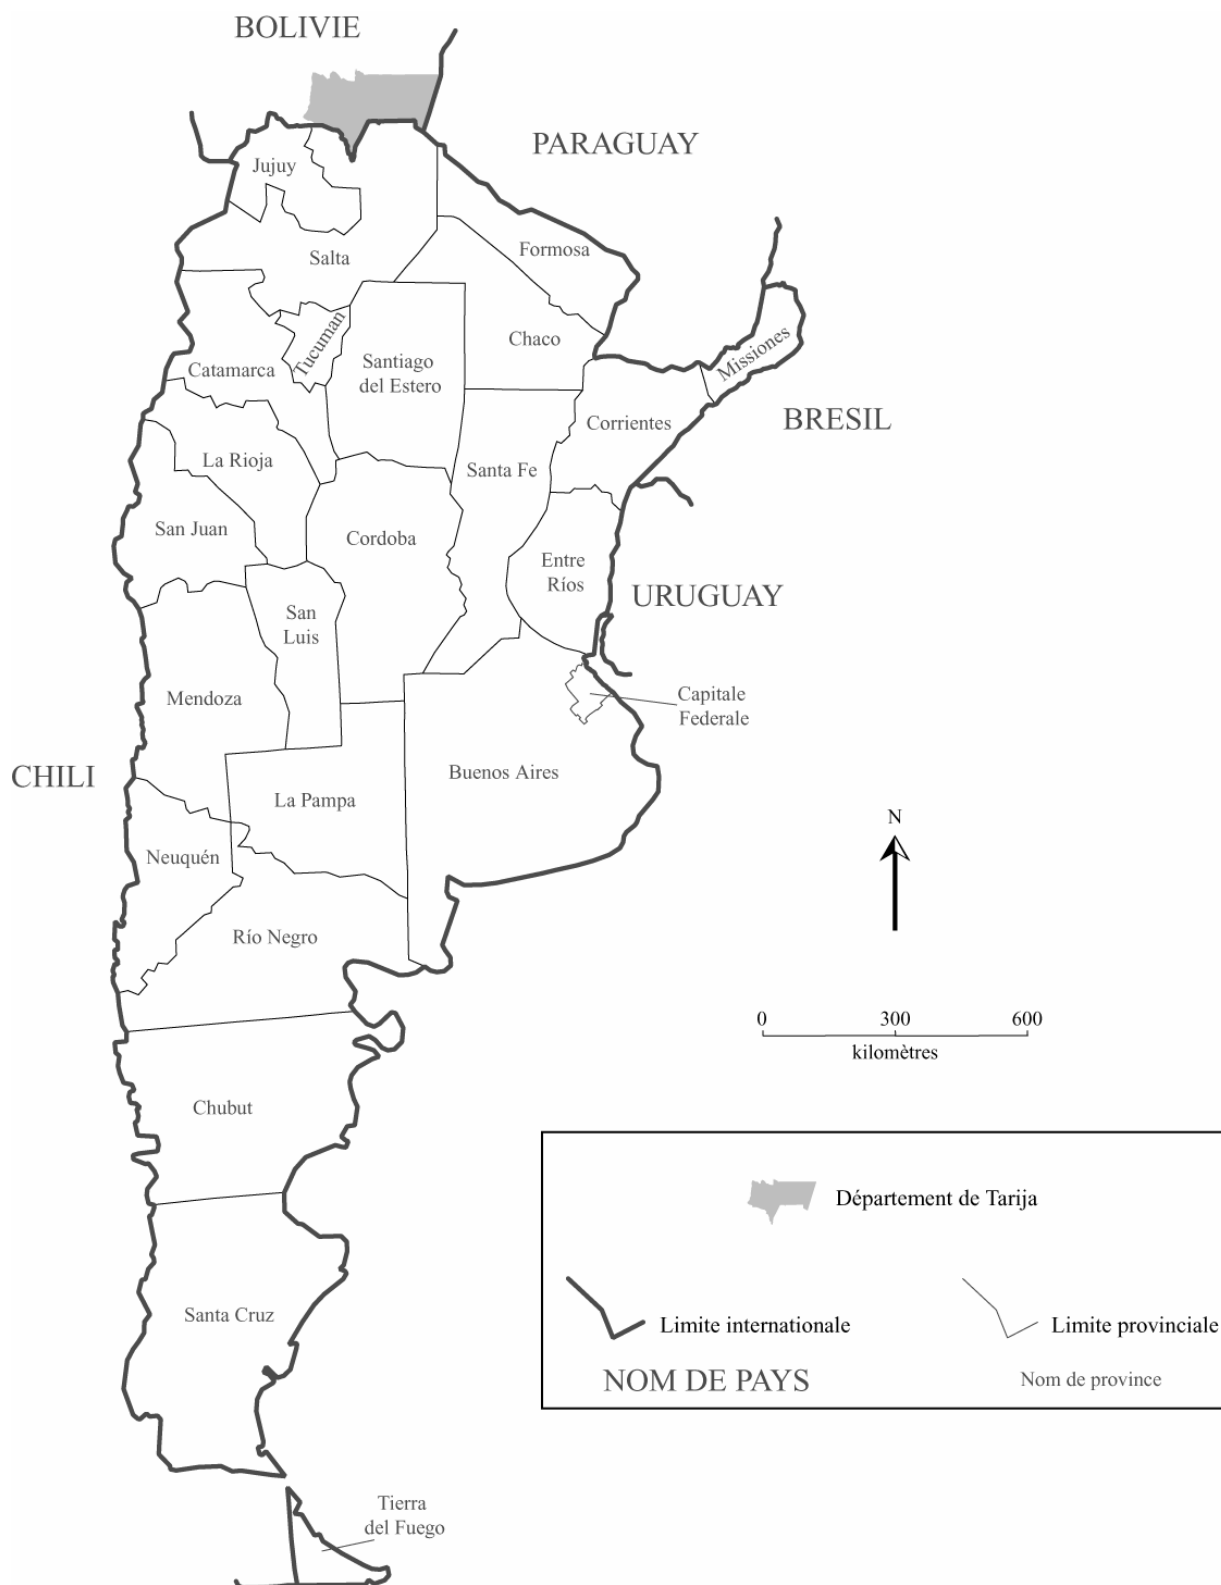 BOLIVIE
PARAGUAY
Jujuy
Formosa
Salta
Chaco
Tucuman
Missiones
Santiago
del Estero
Catamarca
BRESIL
Corrientes
La Rioja
Santa Fe
San Juan
Cordoba
Entre
Ríos
URUGUAY
San
Luis
Mendoza
Capitale
Federale
CHILI
Buenos Aires
La Pampa
N
Neuquén
Río Negro
0 300 600
kilomètres
Chubut
Département de Tarija
Santa Cruz
Limite internationale
Limite provinciale
NOM DE PAYS
Nom de province
Tierra
del Fuego